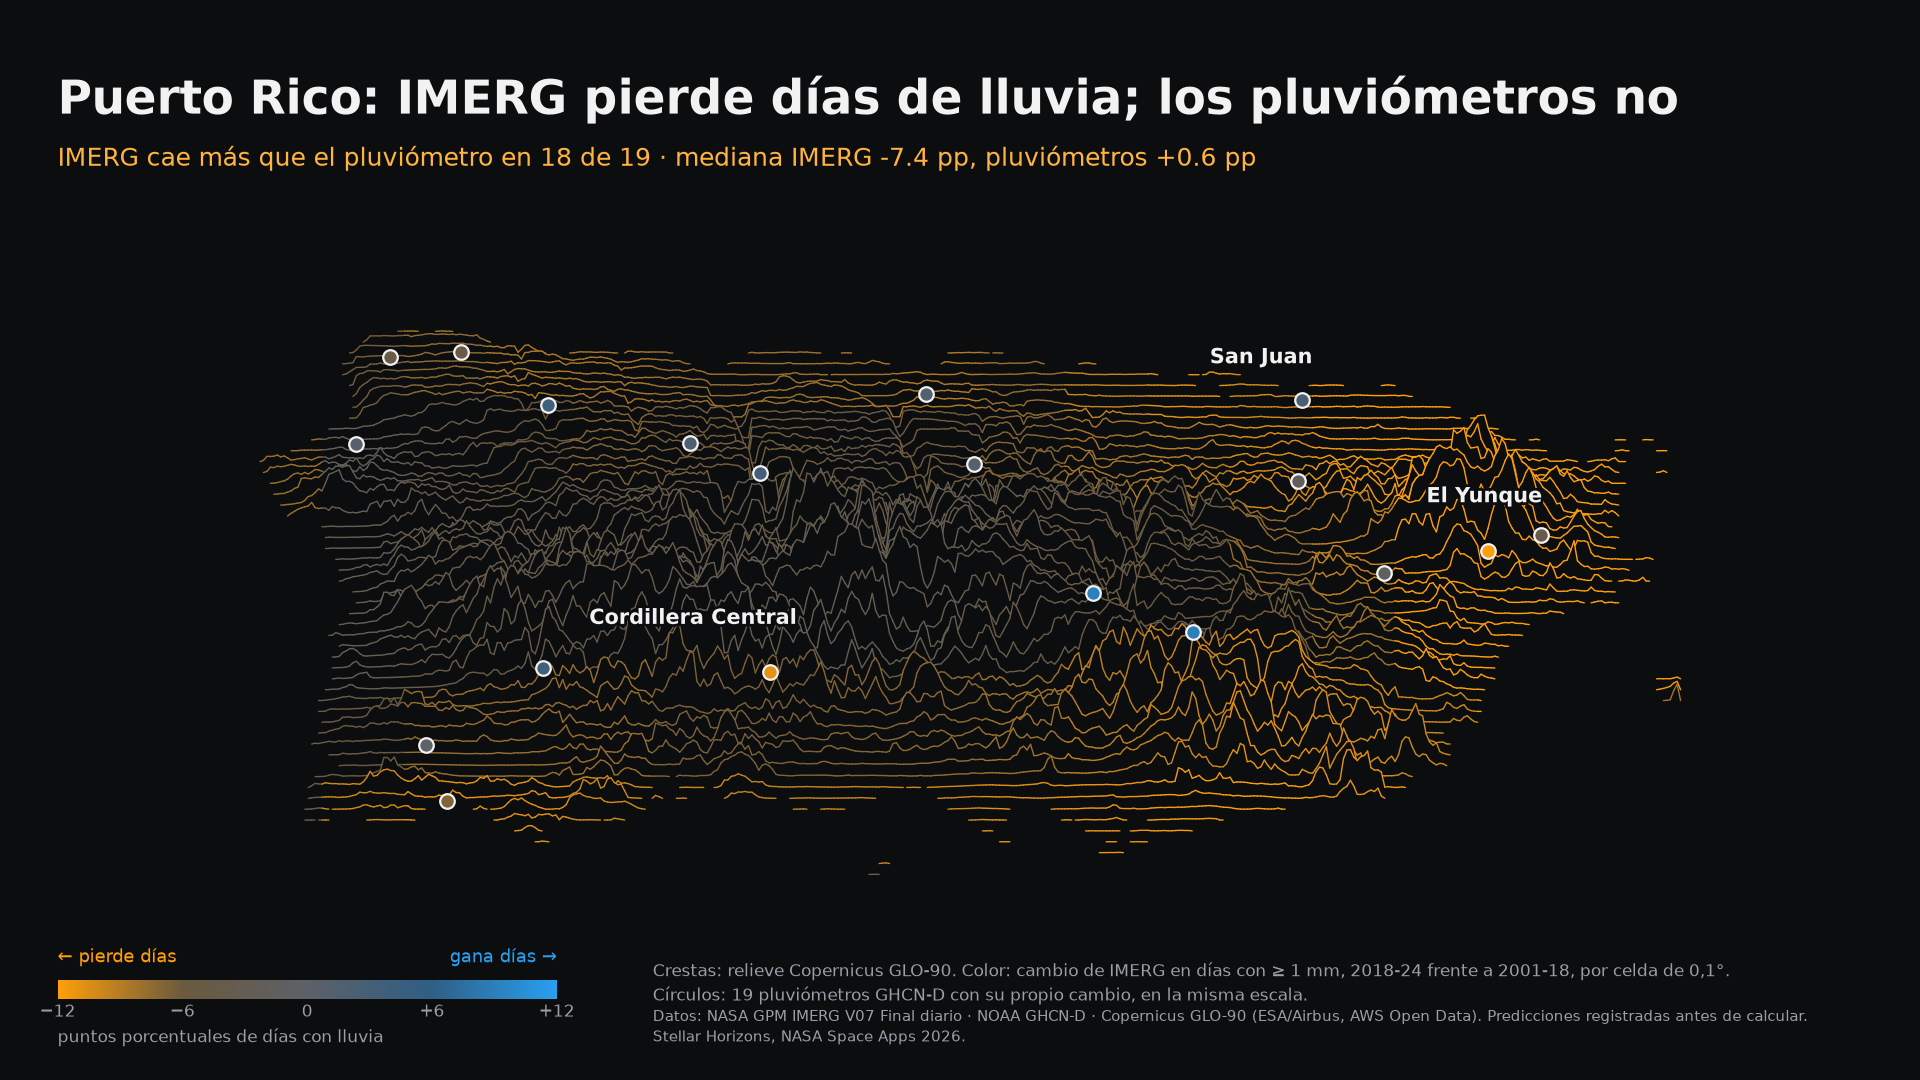 Puerto Rico: IMERG pierde días de lluvia; los pluviómetros no
IMERG cae más que el pluviómetro en 18 de 19 · mediana IMERG -7.4 pp, pluviómetros +0.6 pp
San Juan
El Yunque
Cordillera Central
← pierde días
gana días →
−12 −6 0 +6 +12
puntos porcentuales de días con lluvia
Crestas: relieve Copernicus GLO-90. Color: cambio de IMERG en días con ≥ 1 mm, 2018-24 frente a 2001-18, por celda de 0,1°.
Círculos: 19 pluviómetros GHCN-D con su propio cambio, en la misma escala.
Datos: NASA GPM IMERG V07 Final diario · NOAA GHCN-D · Copernicus GLO-90 (ESA/Airbus, AWS Open Data). Predicciones registradas antes de calcular.
Stellar Horizons, NASA Space Apps 2026.